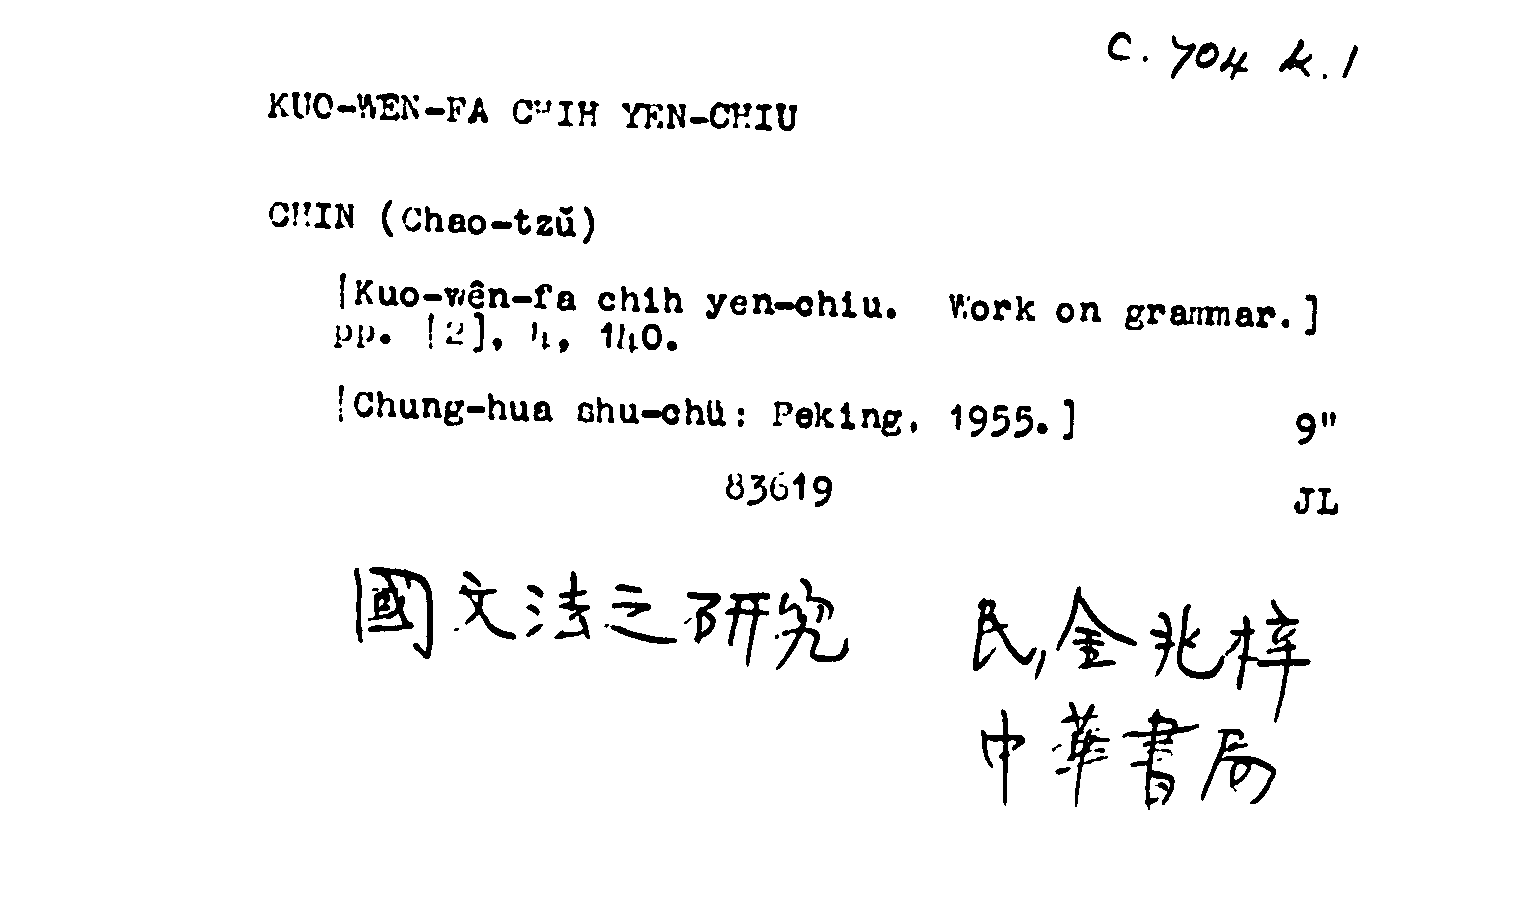 C. 704 k. 1
KUO-WEN-FA CHIH YEN-CHIU
CHIN (Chao-tzŭ)
[Kuo-wên-fa chih yen-chiu. Work on grammar.]
pp. [2], 4, 140.
[Chung-hua shu-chü: Peking, 1955.] 9"
83619 JL
國文法之研究 民,金兆梓
中華書局